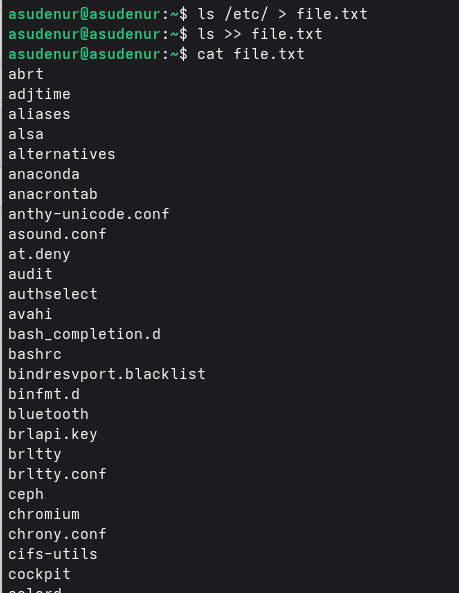 asudenur@asudenur:~$ ls /etc/ > file.txt
asudenur@asudenur:~$ ls >> file.txt
asudenur@asudenur:~$ cat file.txt
abrt
adjtime
aliases
alsa
alternatives
anaconda
anacrontab
anthy-unicode.conf
asound.conf
at.deny
audit
authselect
avahi
bash_completion.d
bashrc
bindresvport.blacklist
binfmt.d
bluetooth
brlapi.key
brltty
brltty.conf
ceph
chromium
chrony.conf
cifs-utils
cockpit